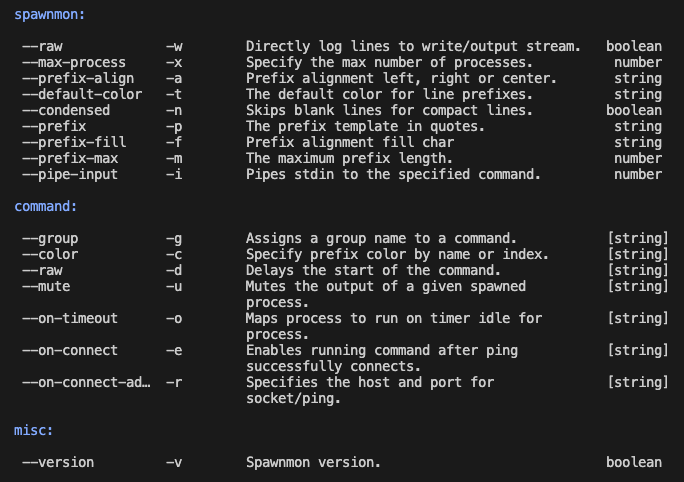 spawnmon:
--raw -w Directly log lines to write/output stream. boolean
--max-process -x Specify the max number of processes. number
--prefix-align -a Prefix alignment left, right or center. string
--default-color -t The default color for line prefixes. string
--condensed -n Skips blank lines for compact lines. boolean
--prefix -p The prefix template in quotes. string
--prefix-fill -f Prefix alignment fill char string
--prefix-max -m The maximum prefix length. number
--pipe-input -i Pipes stdin to the specified command. number
command:
--group -g Assigns a group name to a command. [string]
--color -c Specify prefix color by name or index. [string]
--raw -d Delays the start of the command. [string]
--mute -u Mutes the output of a given spawned [string]
process.
--on-timeout -o Maps process to run on timer idle for [string]
process.
--on-connect -e Enables running command after ping [string]
successfully connects.
--on-connect-ad… -r Specifies the host and port for [string]
socket/ping.
misc:
--version -v Spawnmon version. boolean